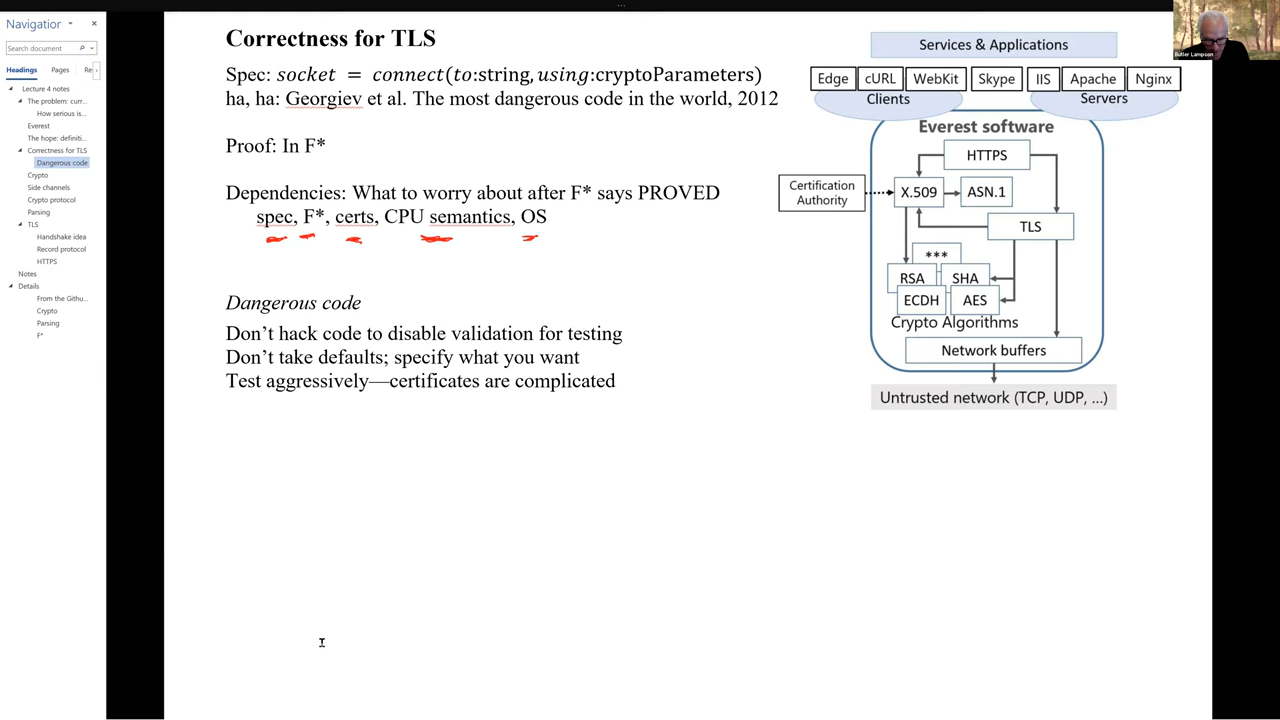 Navigation
Search document
Headings
Pages
Re
Lecture 4 notes
The problem: curr...
How serious is...
Everest
The hope: definiti...
Correctness for TLS
Dangerous code
Crypto
Side channels
Crypto protocol
Parsing
TLS
Handshake idea
Record protocol
HTTPS
Notes
Details
From the Githu...
Crypto
Parsing
F*
Correctness for TLS
Spec: socket = connect(to:string, using:cryptoParameters)
ha, ha: Georgiev et al. The most dangerous code in the world, 2012
Proof: In F*
Dependencies: What to worry about after F* says PROVED
spec, F*, certs, CPU semantics, OS
Dangerous code
Don’t hack code to disable validation for testing
Don’t take defaults; specify what you want
Test aggressively—certificates are complicated
Services & Applications
Edge
cURL
WebKit
Skype
IIS
Apache
Nginx
Clients
Servers
Everest software
HTTPS
Certification
Authority
X.509
ASN.1
TLS
***
RSA
SHA
ECDH
AES
Crypto Algorithms
Network buffers
Untrusted network (TCP, UDP, ...)
Butler Lampson